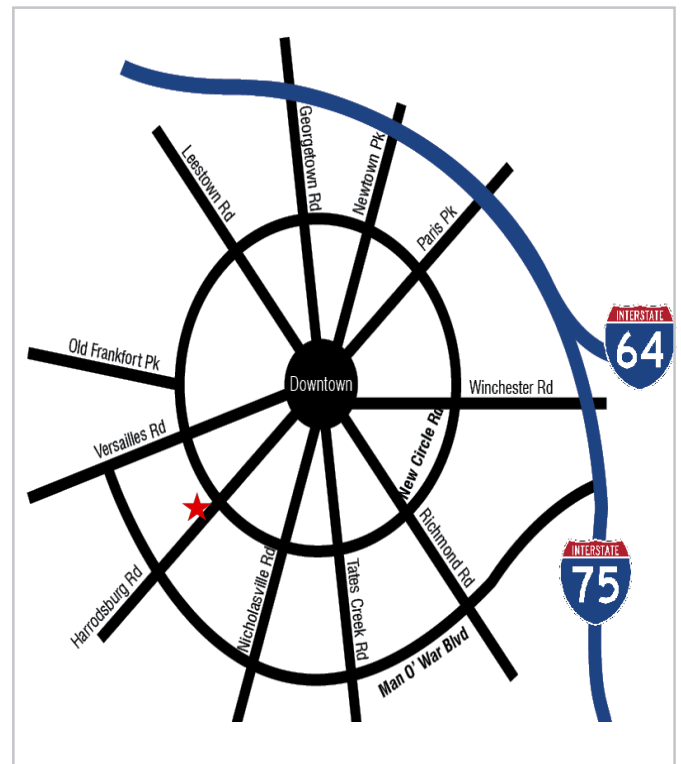 Georgetown Rd
Newtown Pk
Leestown Rd
Paris Pk
INTERSTATE
64
Old Frankfort Pk
Downtown
Winchester Rd
Versailles Rd
New Circle Rd
Richmond Rd
INTERSTATE
75
Harrodsburg Rd
Nicholasville Rd
Tates Creek Rd
Man O' War Blvd